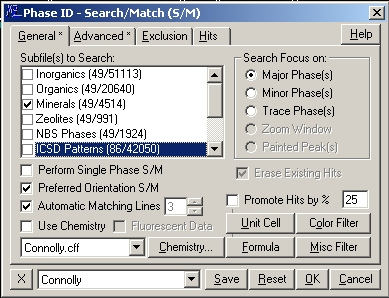 Phase ID - Search/Match (S/M)
General * Advanced * Exclusion Hits Help
Subfile(s) to Search:
Inorganics (49/51113)
Organics (49/20640)
Minerals (49/4514)
Zeolites (49/991)
NBS Phases (49/1924)
ICSD Patterns (86/42050)
Search Focus on:
Major Phase(s)
Minor Phase(s)
Trace Phase(s)
Zoom Window
Painted Peak(s)
Perform Single Phase S/M
Erase Existing Hits
Preferred Orientation S/M
Automatic Matching Lines 3
Promote Hits by % 25
Use Chemistry Fluorescent Data
Unit Cell Color Filter
Connolly.cff Chemistry... Formula Misc Filter
X Connolly Save Reset OK Cancel